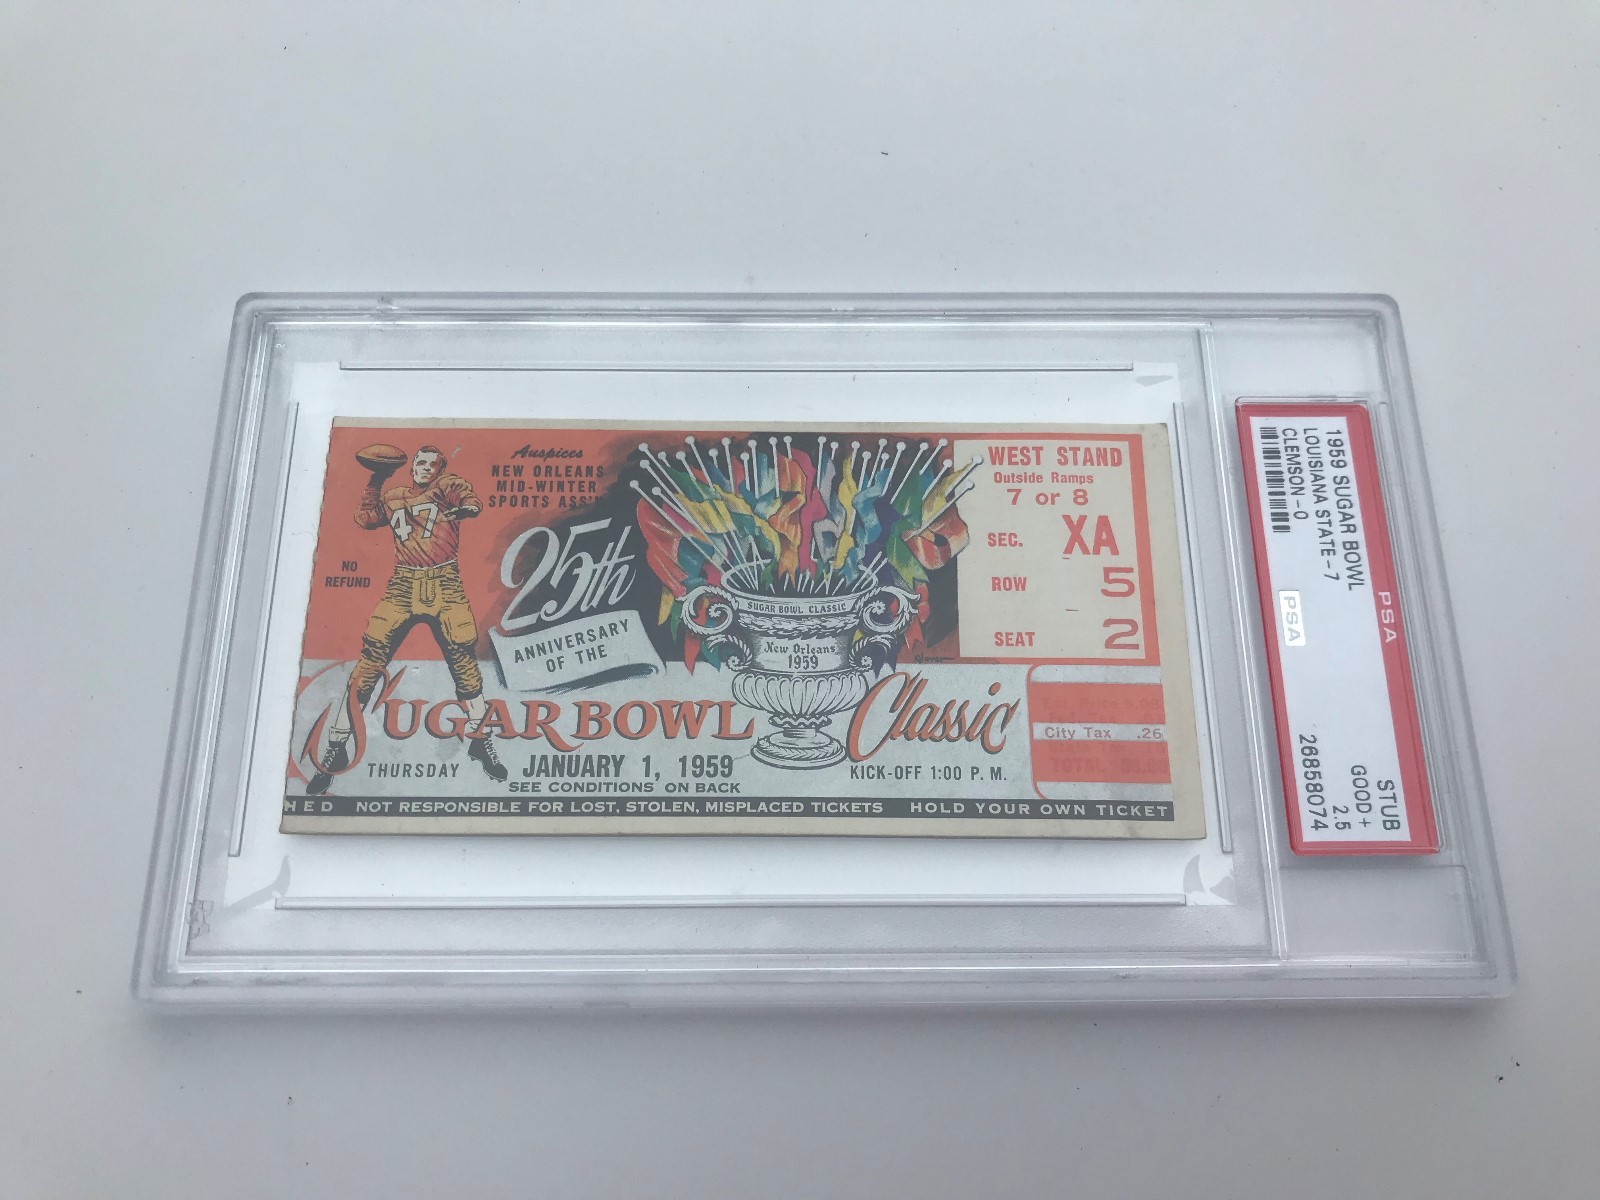 Auspices
NEW ORLEANS
MID-WINTER
SPORTS ASS'N
47
NO
REFUND
25th
ANNIVERSARY
OF THE
SUGAR BOWL CLASSIC
New Orleans
1959
SUGAR BOWL Classic
THURSDAY JANUARY 1, 1959 KICK-OFF 1:00 P. M.
SEE CONDITIONS ON BACK
HED NOT RESPONSIBLE FOR LOST, STOLEN, MISPLACED TICKETS HOLD YOUR OWN TICKET
WEST STAND
Outside Ramps
7 or 8
SEC. XA
ROW 5
SEAT 2
City Tax .26
TOTAL
PSA
1959 SUGAR BOWL STUB
LOUISIANA STATE-7 GOOD + 2.5
CLEMSON-0 26858074
PSA